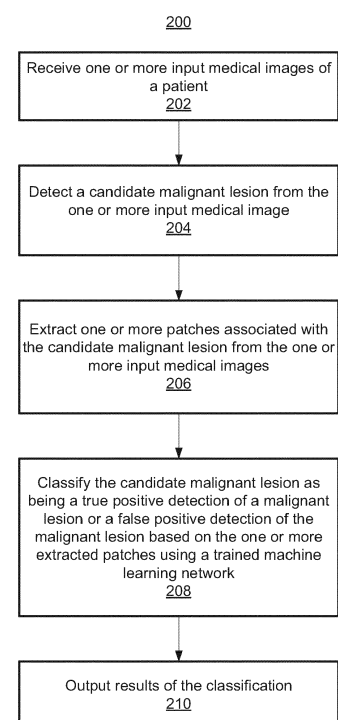 200
Receive one or more input medical images of
a patient
202
Detect a candidate malignant lesion from the
one or more input medical image
204
Extract one or more patches associated with
the candidate malignant lesion from the one or
more input medical images
206
Classify the candidate malignant lesion as
being a true positive detection of a malignant
lesion or a false positive detection of the
malignant lesion based on the one or more
extracted patches using a trained machine
learning network
208
Output results of the classification
210